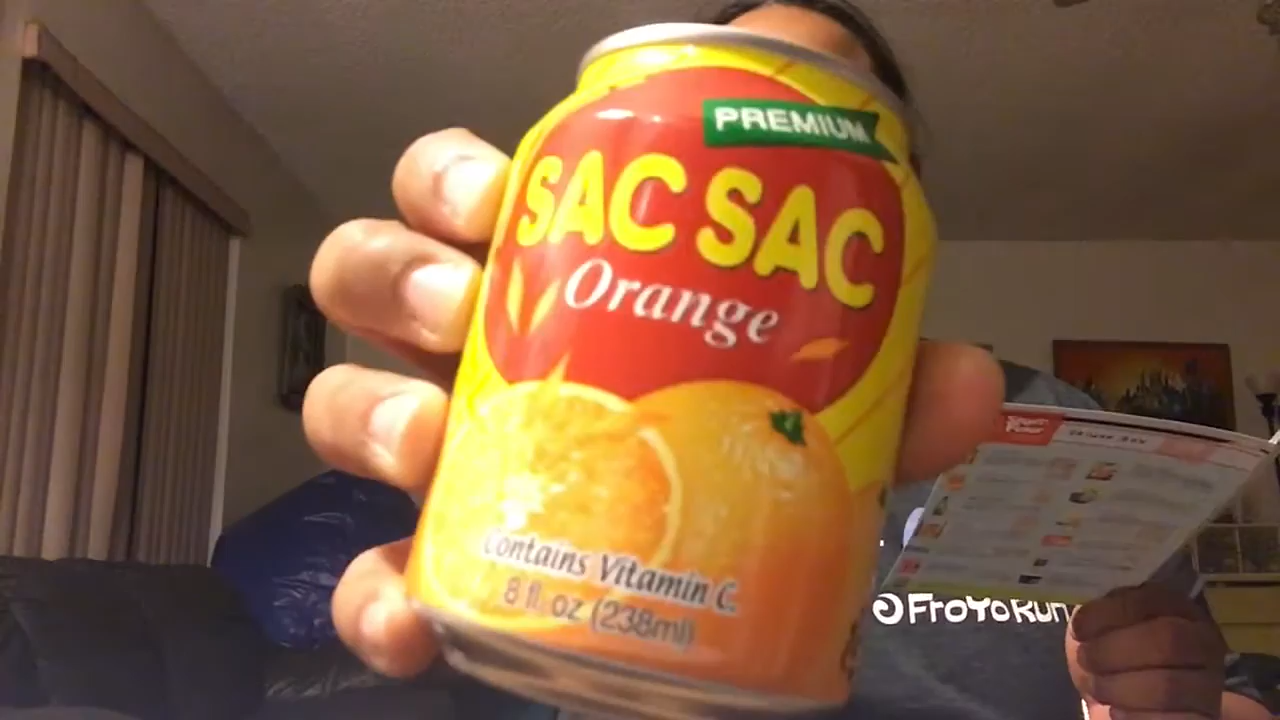 PREMIUM
SAC SAC
Orange
Contains Vitamin C.
8 fl oz (238ml)
@FroYoRun